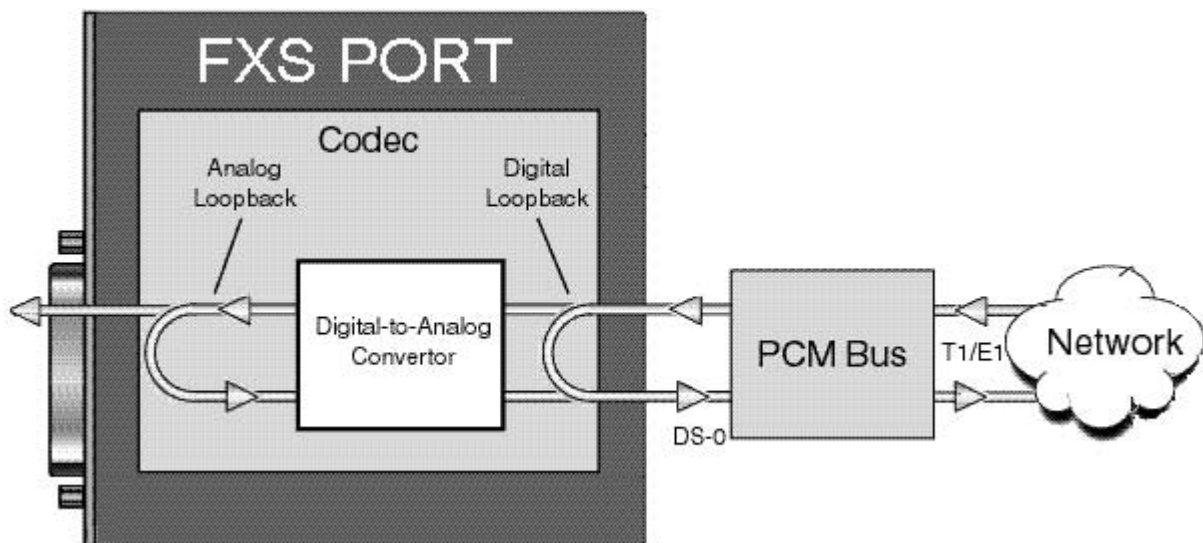 FXS PORT
Codec
Analog
Loopback
Digital
Loopback
Digital-to-Analog
Convertor
PCM Bus
T1/E1
Network
DS-0